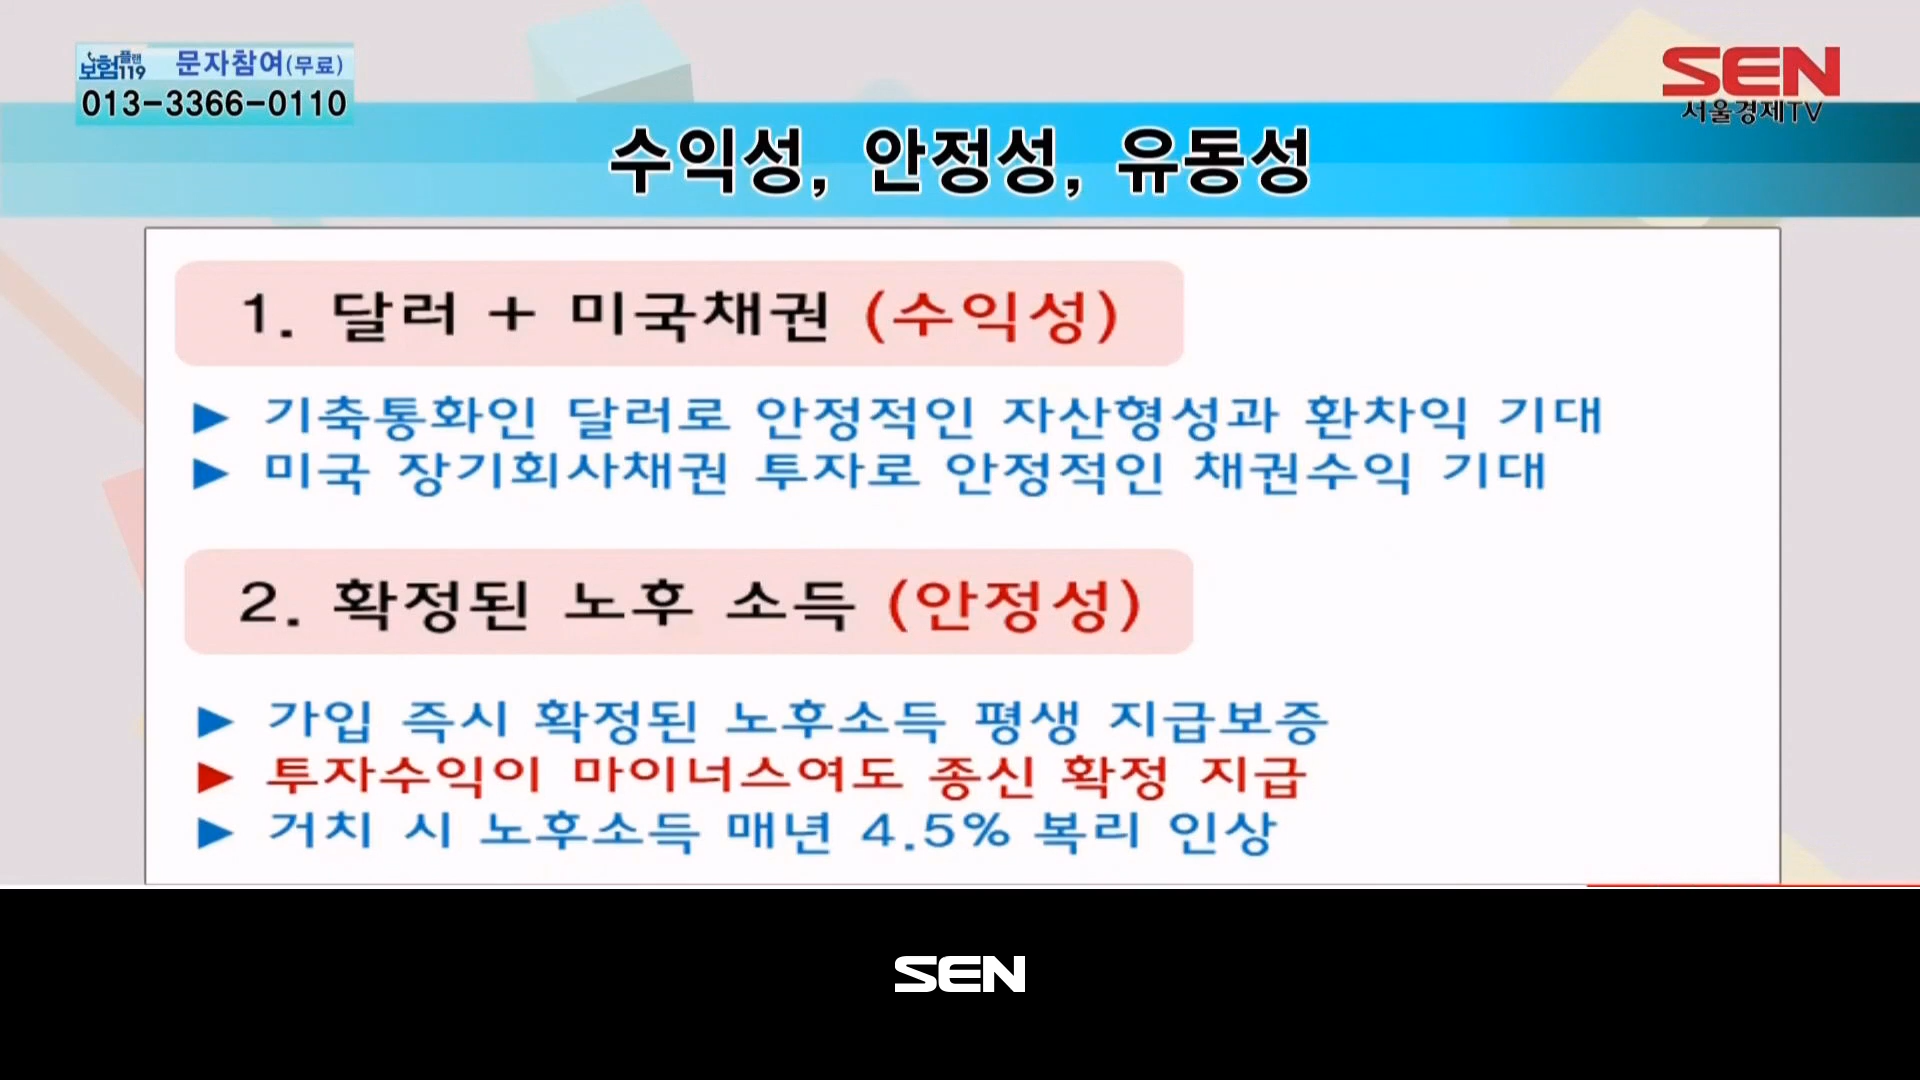 보험플랜119 문자참여(무료)
013-3366-0110
SEN
서울경제TV
수익성, 안정성, 유동성
1. 달러 + 미국채권 (수익성)
▶ 기축통화인 달러로 안정적인 자산형성과 환차익 기대
▶ 미국 장기회사채권 투자로 안정적인 채권수익 기대
2. 확정된 노후 소득 (안정성)
▶ 가입 즉시 확정된 노후소득 평생 지급보증
▶ 투자수익이 마이너스여도 종신 확정 지급
▶ 거치 시 노후소득 매년 4.5% 복리 인상
SEN